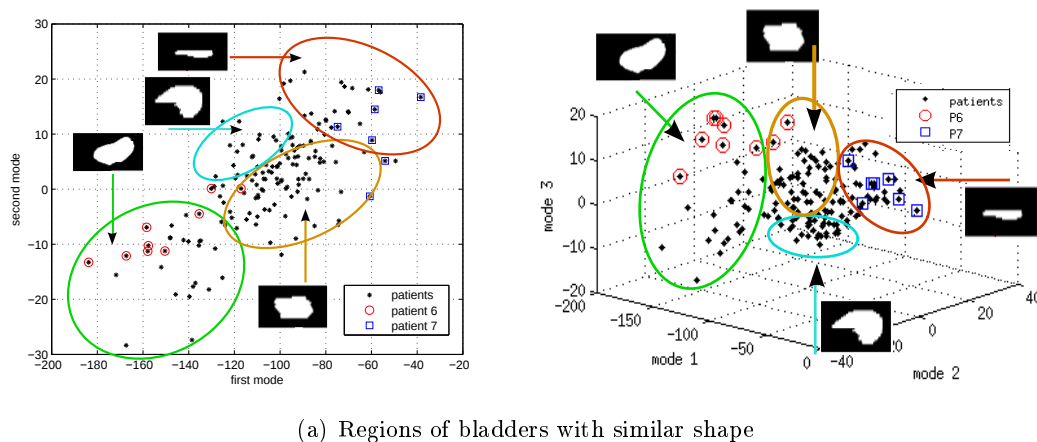 30
20
10
0
−10
−20
−30
second mode
−200
−180
−160
−140
−120
−100
−80
−60
−40
−20
first mode
patients
patient 6
patient 7
20
10
0
−10
−20
mode 3
−200
−150
−100
−50
0
mode 1
−40
20
0
20
40
mode 2
patients
P6
P7
(a) Regions of bladders with similar shape